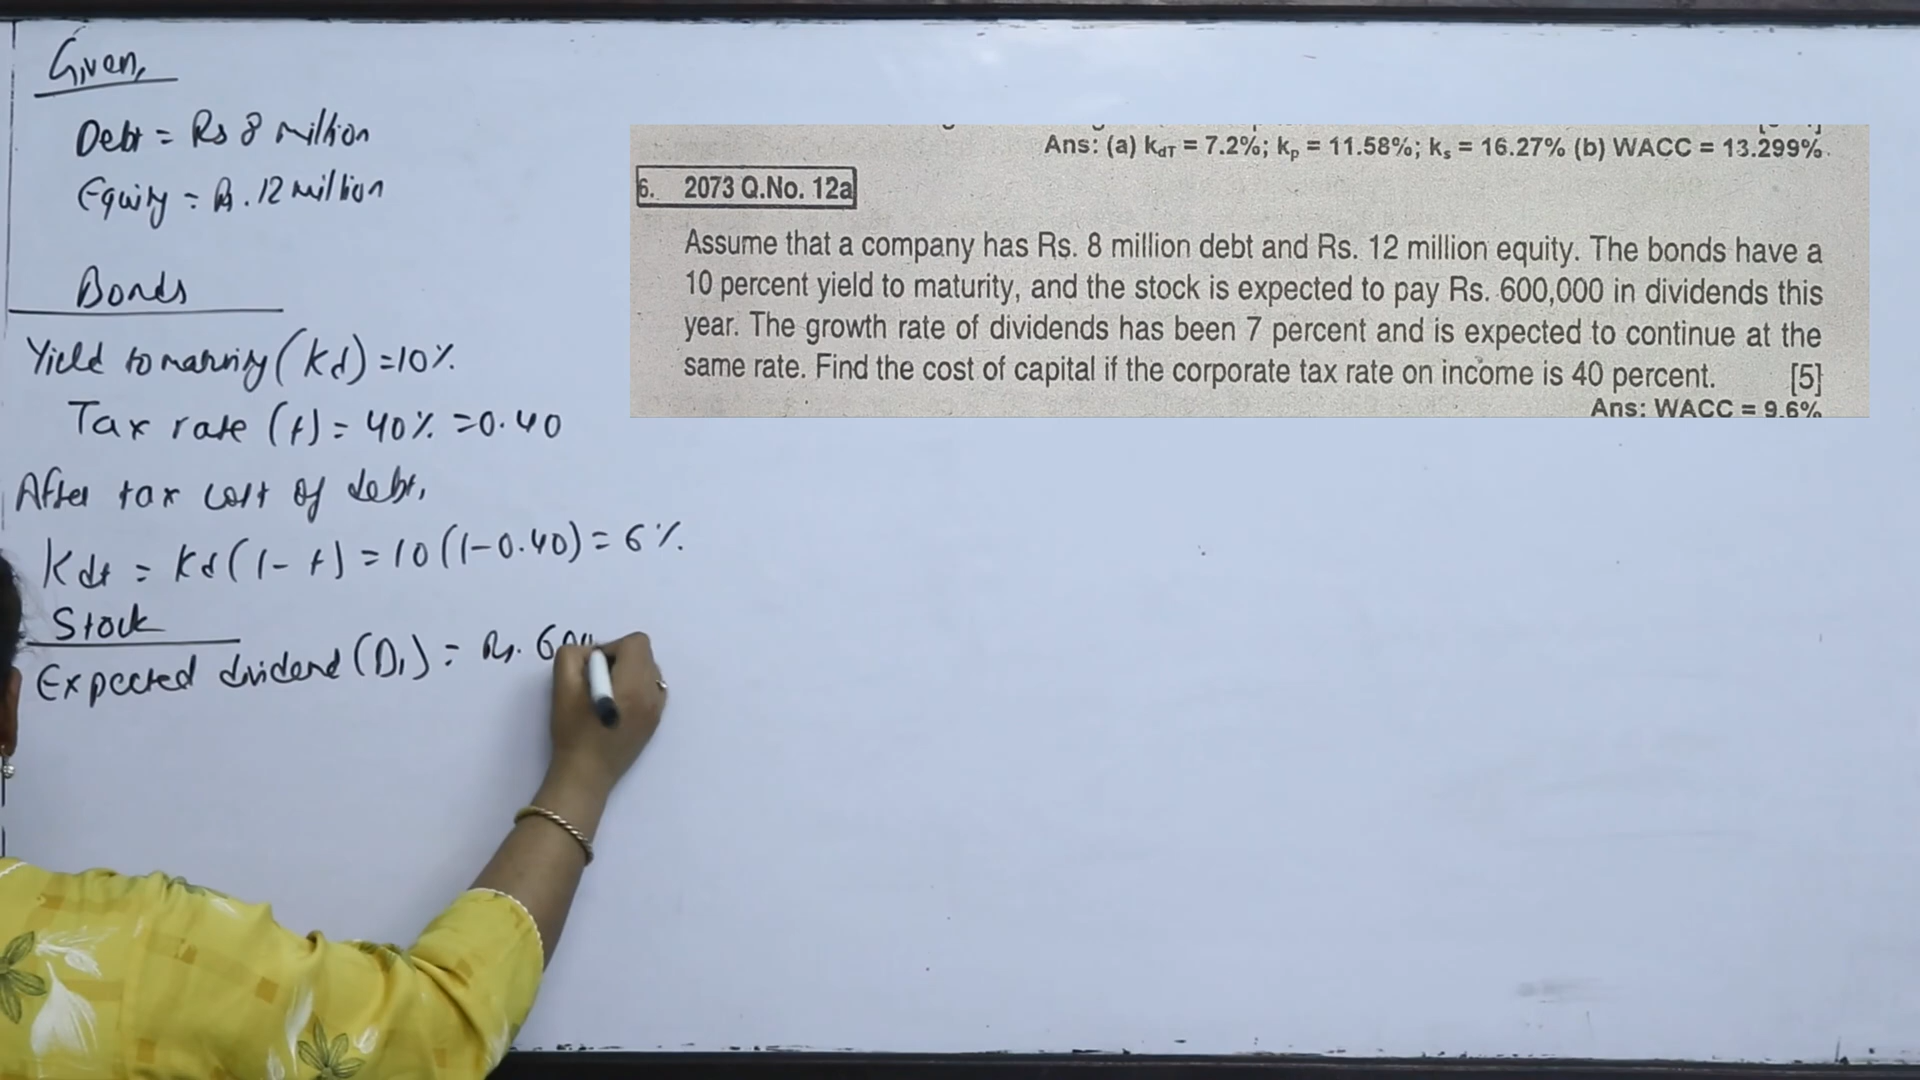 Given,
Debt = Rs 8 million
Equity = Rs. 12 million
Bonds
Yield to maturity (Kd) = 10%.
Tax rate (t) = 40% = 0.40
After tax cost of debt,
Kdt = Kd(1-t) = 10(1-0.40) = 6%.
Stock
Expected dividend (D1) = Rs. 600
Ans: (a) kdT = 7.2%; kp = 11.58%; ks = 16.27% (b) WACC = 13.299%.
6. 2073 Q.No. 12a
Assume that a company has Rs. 8 million debt and Rs. 12 million equity. The bonds have a
10 percent yield to maturity, and the stock is expected to pay Rs. 600,000 in dividends this
year. The growth rate of dividends has been 7 percent and is expected to continue at the
same rate. Find the cost of capital if the corporate tax rate on income is 40 percent. [5]
Ans: WACC = 9.6%